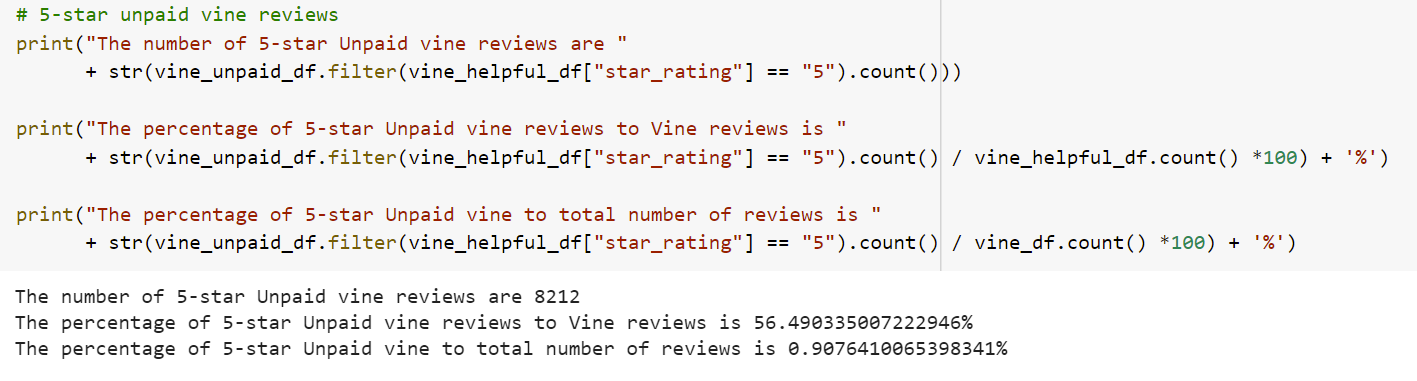 # 5-star unpaid vine reviews
print("The number of 5-star Unpaid vine reviews are "
      + str(vine_unpaid_df.filter(vine_helpful_df["star_rating"] == "5").count()))
print("The percentage of 5-star Unpaid vine reviews to Vine reviews is "
      + str(vine_unpaid_df.filter(vine_helpful_df["star_rating"] == "5").count() / vine_helpful_df.count() *100) + '%')
print("The percentage of 5-star Unpaid vine to total number of reviews is "
      + str(vine_unpaid_df.filter(vine_helpful_df["star_rating"] == "5").count() / vine_df.count() *100) + '%')
The number of 5-star Unpaid vine reviews are 8212
The percentage of 5-star Unpaid vine reviews to Vine reviews is 56.490335007222946%
The percentage of 5-star Unpaid vine to total number of reviews is 0.9076410065398341%